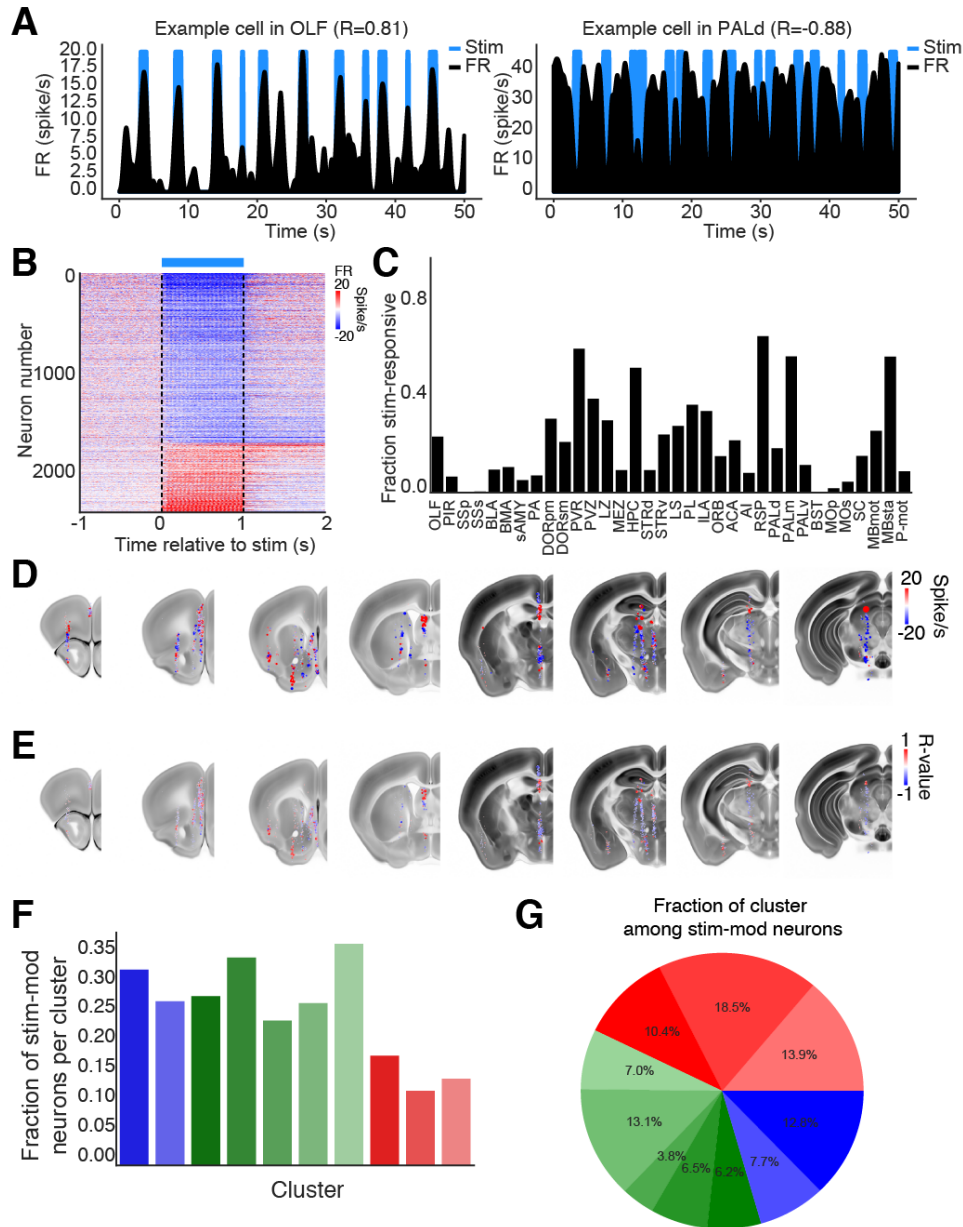 A
Example cell in OLF (R=0.81)
Stim
FR
FR (spike/s)
20.0
17.5
15.0
12.5
10.0
7.5
5.0
2.5
0.0
0 10 20 30 40 50
Time (s)
Example cell in PALd (R=-0.88)
Stim
FR
FR (spike/s)
40
30
20
10
0
0 10 20 30 40 50
Time (s)
B
Neuron number
0
1000
2000
-1 0 1 2
Time relative to stim (s)
FR
20
-20
Spike/s
C
Fraction stim-responsive
0.8
0.4
0.0
OLF
PIR
SSp
SSs
BLA
BMA
sAMY
PA
DORpm
DORsm
PVR
PVZ
LZ
MEZ
HPC
STRd
STRv
LS
PL
ILA
ORB
ACA
AI
RSP
PALd
PALm
PALv
BST
MOp
MOs
SC
MBmot
MBsta
P-mot
D
20
-20
Spike/s
E
1
-1
R-value
F
Fraction of stim-mod
neurons per cluster
0.35
0.30
0.25
0.20
0.15
0.10
0.05
0.00
Cluster
G
Fraction of cluster
among stim-mod neurons
18.5%
10.4%
13.9%
7.0%
13.1%
3.8%
6.5%
6.2%
7.7%